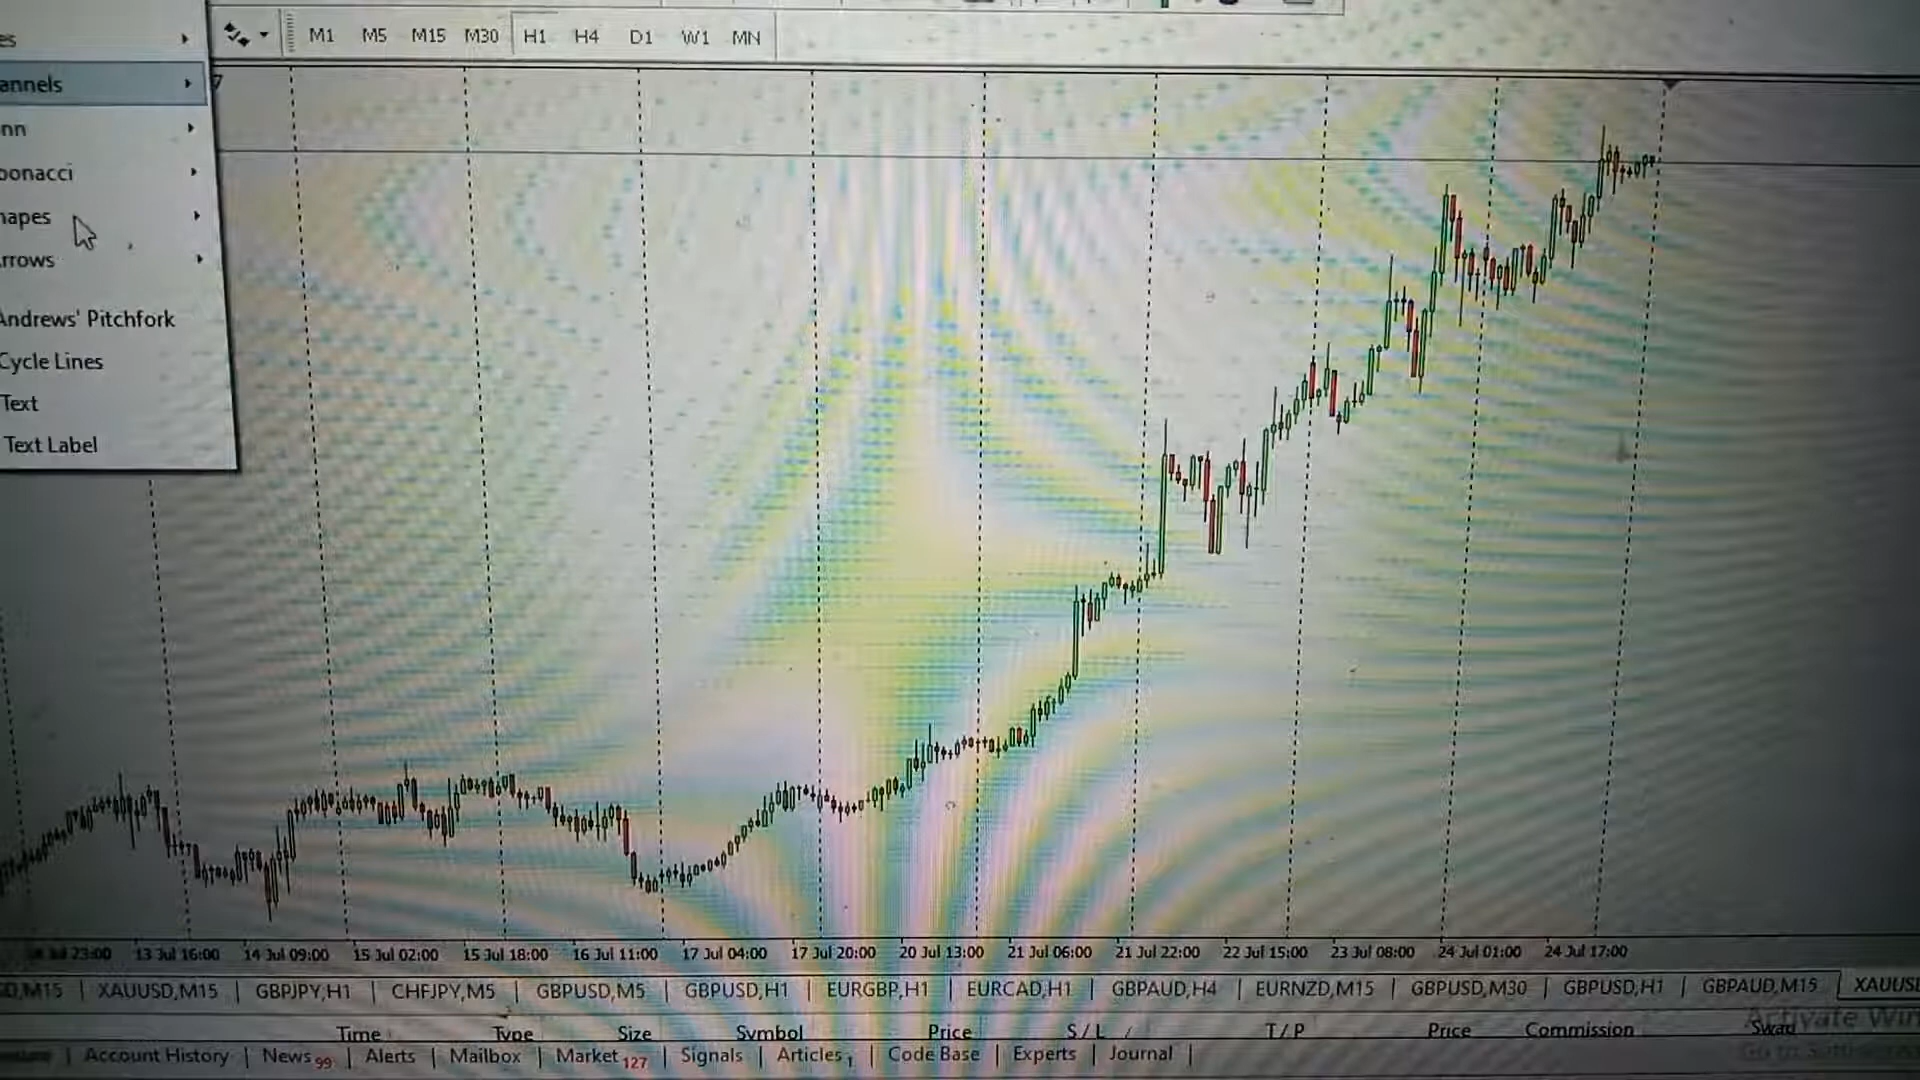 M1 M5 M15 M30 H1 H4 D1 W1 MN
annels
nn
bonacci
hapes
rrows
Andrews' Pitchfork
Cycle Lines
Text
Text Label
23:00 13 Jul 16:00 14 Jul 09:00 15 Jul 02:00 15 Jul 18:00 16 Jul 11:00 17 Jul 04:00 17 Jul 20:00 20 Jul 13:00 21 Jul 06:00 21 Jul 22:00 22 Jul 15:00 23 Jul 08:00 24 Jul 01:00 24 Jul 17:00
D,M15 | XAUUSD,M15 | GBPJPY,H1 | CHFJPY,M5 | GBPUSD,M5 | GBPUSD,H1 | EURGBP,H1 | EURCAD,H1 | GBPAUD,H4 | EURNZD,M15 | GBPUSD,M30 | GBPUSD,H1 | GBPAUD,M15 | XAUUS
Time Type Size Symbol Price S / L / T / P Price Commission Swap
Activate Win
Account History | News 99 | Alerts | Mailbox | Market 127 | Signals | Articles 1 | Code Base | Experts | Journal |